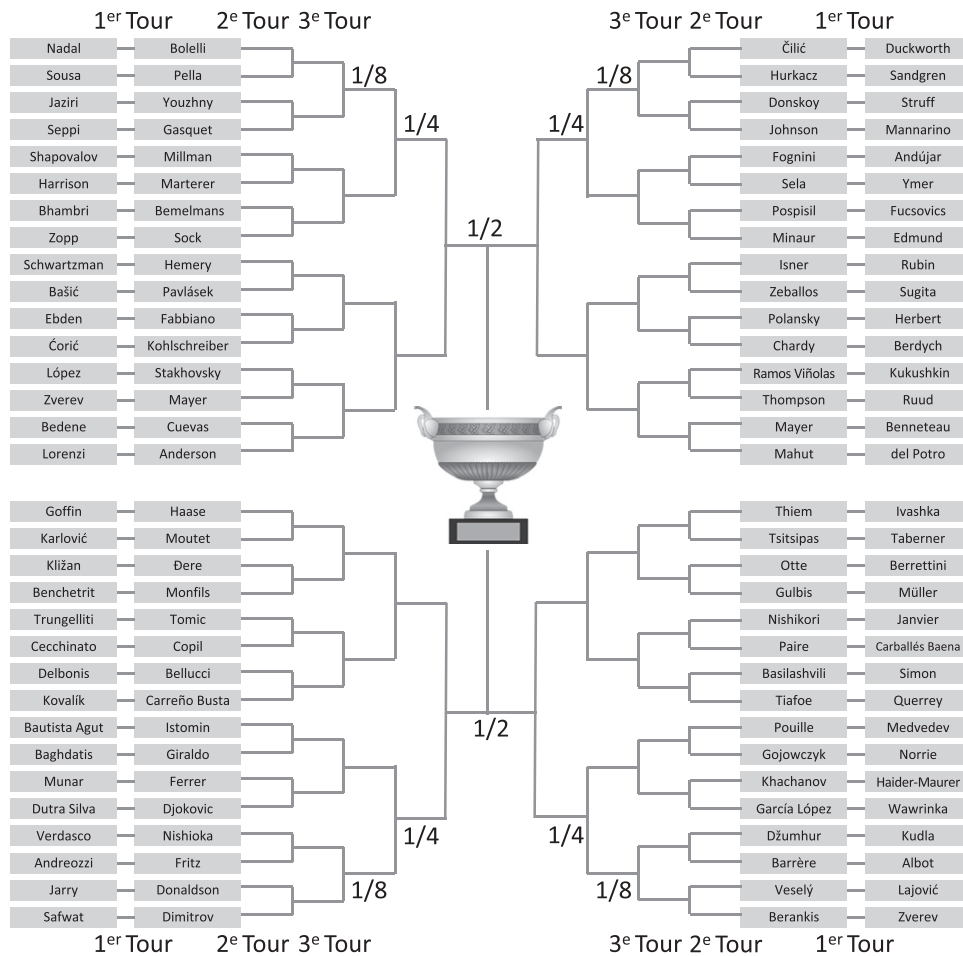 1er Tour 2e Tour 3e Tour 3e Tour 2e Tour 1er Tour
Nadal Bolelli Čilić Duckworth
Sousa Pella 1/8 1/8 Hurkacz Sandgren
Jaziri Youzhny Donskoy Struff
Seppi Gasquet 1/4 1/4 Johnson Mannarino
Shapovalov Millman Fognini Andújar
Harrison Marterer Sela Ymer
Bhambri Bemelmans Pospisil Fucsovics
Zopp Sock 1/2 Minaur Edmund
Schwartzman Hemery Isner Rubin
Bašić Pavlásek Zeballos Sugita
Ebden Fabbiano Polansky Herbert
Ćorić Kohlschreiber Chardy Berdych
López Stakhovsky Ramos Viñolas Kukushkin
Zverev Mayer Thompson Ruud
Bedene Cuevas Mayer Benneteau
Lorenzi Anderson Mahut del Potro
Goffin Haase Thiem Ivashka
Karlović Moutet Tsitsipas Taberner
Kližan Đere Otte Berrettini
Benchetrit Monfils Gulbis Müller
Trungelliti Tomic Nishikori Janvier
Cecchinato Copil Paire Carballés Baena
Delbonis Bellucci Basilashvili Simon
Kovalík Carreño Busta Tiafoe Querrey
Bautista Agut Istomin 1/2 Pouille Medvedev
Baghdatis Giraldo Gojowczyk Norrie
Munar Ferrer Khachanov Haider-Maurer
Dutra Silva Djokovic García López Wawrinka
Verdasco Nishioka 1/4 1/4 Džumhur Kudla
Andreozzi Fritz Barrère Albot
Jarry Donaldson 1/8 1/8 Veselý Lajović
Safwat Dimitrov Berankis Zverev
1er Tour 2e Tour 3e Tour 3e Tour 2e Tour 1er Tour